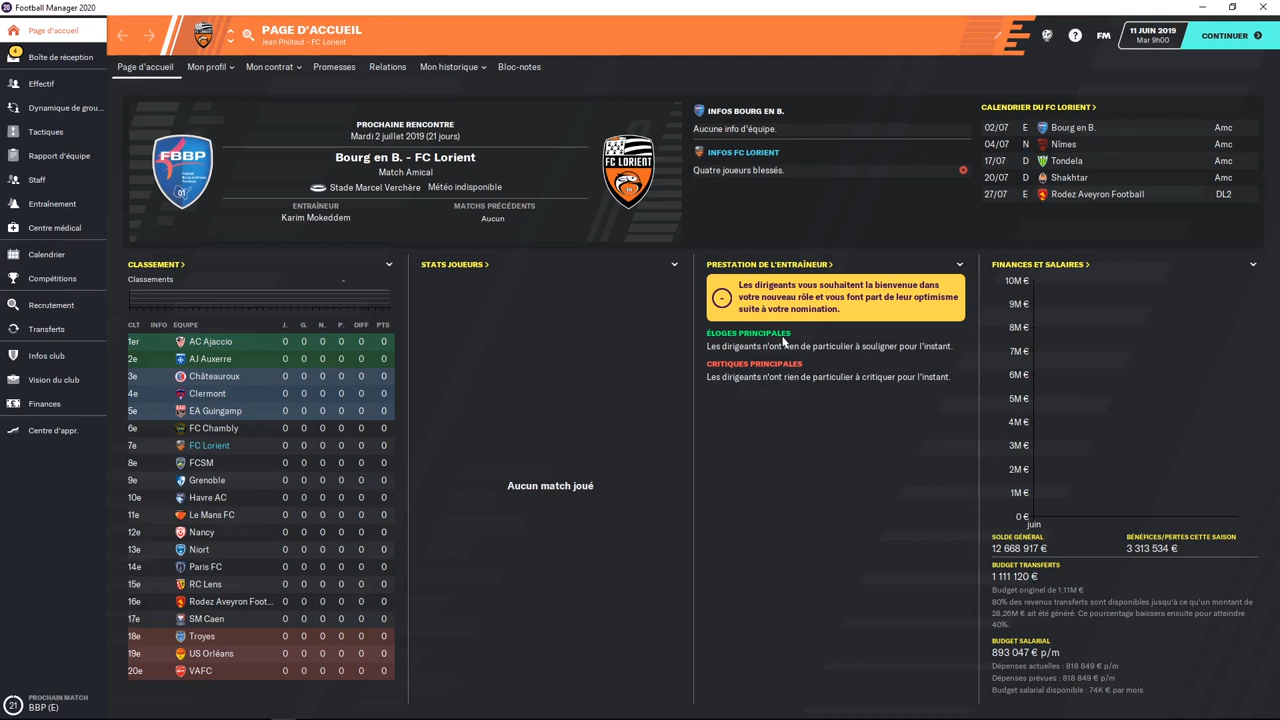 Football Manager 2020
PAGE D'ACCUEIL
Jean Philtout - FC Lorient
11 JUIN 2019
Mar 9h00
CONTINUER
FM
Page d'accueil
4
Boîte de réception
Effectif
Dynamique de grou...
Tactiques
Rapport d'équipe
Staff
Entraînement
Centre médical
Calendrier
Compétitions
Recrutement
Transferts
Infos club
Vision du club
Finances
Centre d'appr.
21
PROCHAIN MATCH
BBP (E)
Page d'accueil
Mon profil
Mon contrat
Promesses
Relations
Mon historique
Bloc-notes
FBBP
01
PROCHAINE RENCONTRE
Mardi 2 juillet 2019 (21 jours)
Bourg en B. - FC Lorient
Match Amical
Stade Marcel Verchère
Météo indisponible
ENTRAÎNEUR
Karim Mokeddem
MATCHS PRÉCÉDENTS
Aucun
FC LORIENT
INFOS BOURG EN B.
Aucune info d'équipe.
INFOS FC LORIENT
Quatre joueurs blessés.
CALENDRIER DU FC LORIENT >
02/07 E Bourg en B. Amc
04/07 N Nîmes Amc
17/07 D Tondela Amc
20/07 D Shakhtar Amc
27/07 E Rodez Aveyron Football DL2
CLASSEMENT >
Classements -
CLT INFO ÉQUIPE J. G. N. P. DIFF PTS
1er AC Ajaccio 0 0 0 0 0 0
2e AJ Auxerre 0 0 0 0 0 0
3e Châteauroux 0 0 0 0 0 0
4e Clermont 0 0 0 0 0 0
5e EA Guingamp 0 0 0 0 0 0
6e FC Chambly 0 0 0 0 0 0
7e FC Lorient 0 0 0 0 0 0
8e FCSM 0 0 0 0 0 0
9e Grenoble 0 0 0 0 0 0
10e Havre AC 0 0 0 0 0 0
11e Le Mans FC 0 0 0 0 0 0
12e Nancy 0 0 0 0 0 0
13e Niort 0 0 0 0 0 0
14e Paris FC 0 0 0 0 0 0
15e RC Lens 0 0 0 0 0 0
16e Rodez Aveyron Foot... 0 0 0 0 0 0
17e SM Caen 0 0 0 0 0 0
18e Troyes 0 0 0 0 0 0
19e US Orléans 0 0 0 0 0 0
20e VAFC 0 0 0 0 0 0
STATS JOUEURS >
Aucun match joué
PRESTATION DE L'ENTRAÎNEUR >
-
Les dirigeants vous souhaitent la bienvenue dans
votre nouveau rôle et vous font part de leur optimisme
suite à votre nomination.
ÉLOGES PRINCIPALES
Les dirigeants n'ont rien de particulier à souligner pour l'instant.
CRITIQUES PRINCIPALES
Les dirigeants n'ont rien de particulier à critiquer pour l'instant.
FINANCES ET SALAIRES >
10M €
9M €
8M €
7M €
6M €
5M €
4M €
3M €
2M €
1M €
0 €
juin
SOLDE GÉNÉRAL
12 668 917 €
BÉNÉFICES/PERTES CETTE SAISON
3 313 534 €
BUDGET TRANSFERTS
1 111 120 €
Budget originel de 1,11M €
80% des revenus transferts sont disponibles jusqu'à ce qu'un montant de
28,26M € ait été généré. Ce pourcentage baissera ensuite pour atteindre
40%.
BUDGET SALARIAL
893 047 € p/m
Dépenses actuelles : 818 849 € p/m
Dépenses prévues : 818 849 € p/m
Budget salarial disponible : 74K € par mois